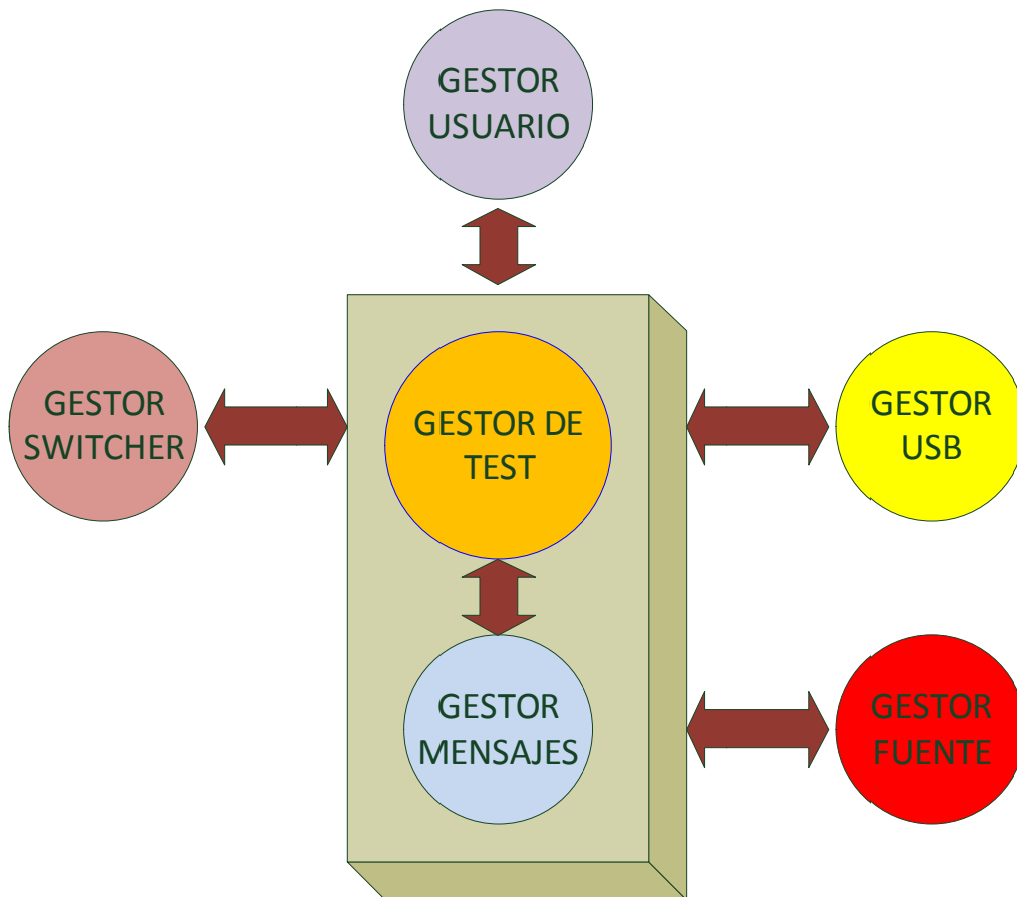 GESTOR
USUARIO
GESTOR
SWITCHER
GESTOR DE
TEST
GESTOR
USB
GESTOR
MENSAJES
GESTOR
FUENTE